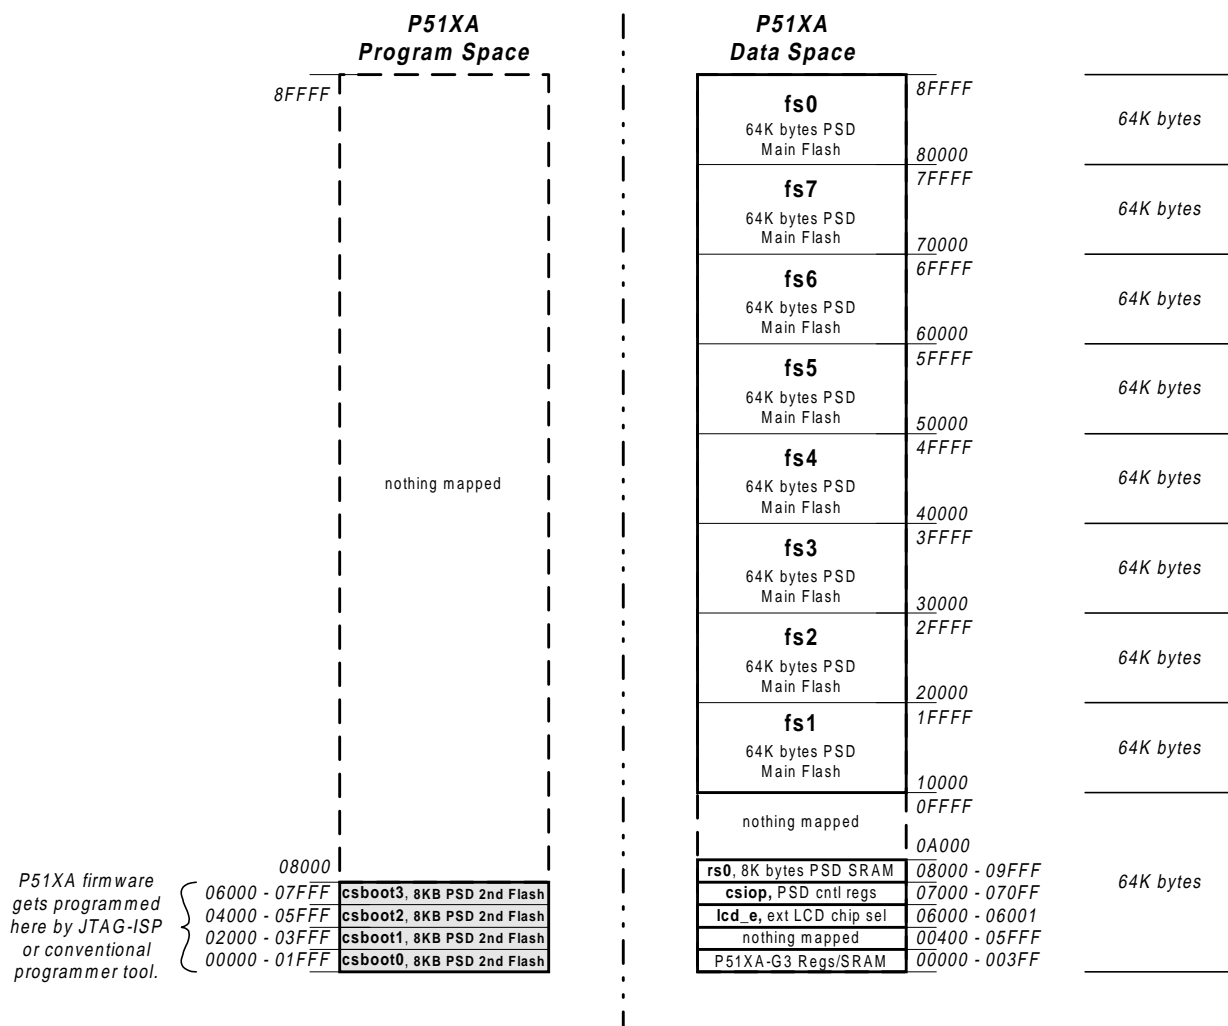 P51XA
Program Space
8FFFF
nothing mapped
08000
P51XA firmware
gets programmed
here by JTAG-ISP
or conventional
programmer tool.
06000 - 07FFF
csboot3, 8KB PSD 2nd Flash
04000 - 05FFF
csboot2, 8KB PSD 2nd Flash
02000 - 03FFF
csboot1, 8KB PSD 2nd Flash
00000 - 01FFF
csboot0, 8KB PSD 2nd Flash
P51XA
Data Space
fs0
64K bytes PSD
Main Flash
8FFFF
80000
64K bytes
fs7
64K bytes PSD
Main Flash
7FFFF
70000
64K bytes
fs6
64K bytes PSD
Main Flash
6FFFF
60000
64K bytes
fs5
64K bytes PSD
Main Flash
5FFFF
50000
64K bytes
fs4
64K bytes PSD
Main Flash
4FFFF
40000
64K bytes
fs3
64K bytes PSD
Main Flash
3FFFF
30000
64K bytes
fs2
64K bytes PSD
Main Flash
2FFFF
20000
64K bytes
fs1
64K bytes PSD
Main Flash
1FFFF
10000
64K bytes
nothing mapped
0FFFF
0A000
rs0, 8K bytes PSD SRAM
08000 - 09FFF
csiop, PSD cntl regs
07000 - 070FF
lcd_e, ext LCD chip sel
06000 - 06001
nothing mapped
00400 - 05FFF
P51XA-G3 Regs/SRAM
00000 - 003FF
64K bytes